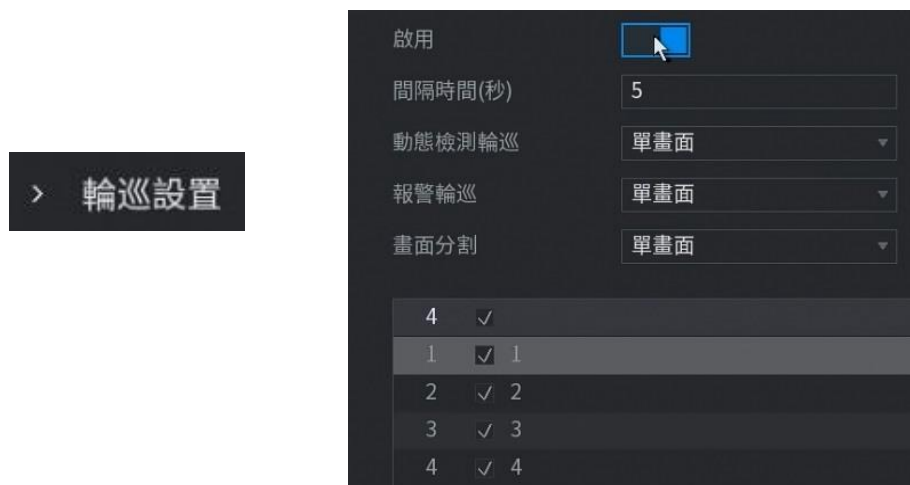 > 輪巡設置
啟用
間隔時間(秒) 5
動態檢測輪巡 單畫面
報警輪巡 單畫面
畫面分割 單畫面
4
1 1
2 2
3 3
4 4